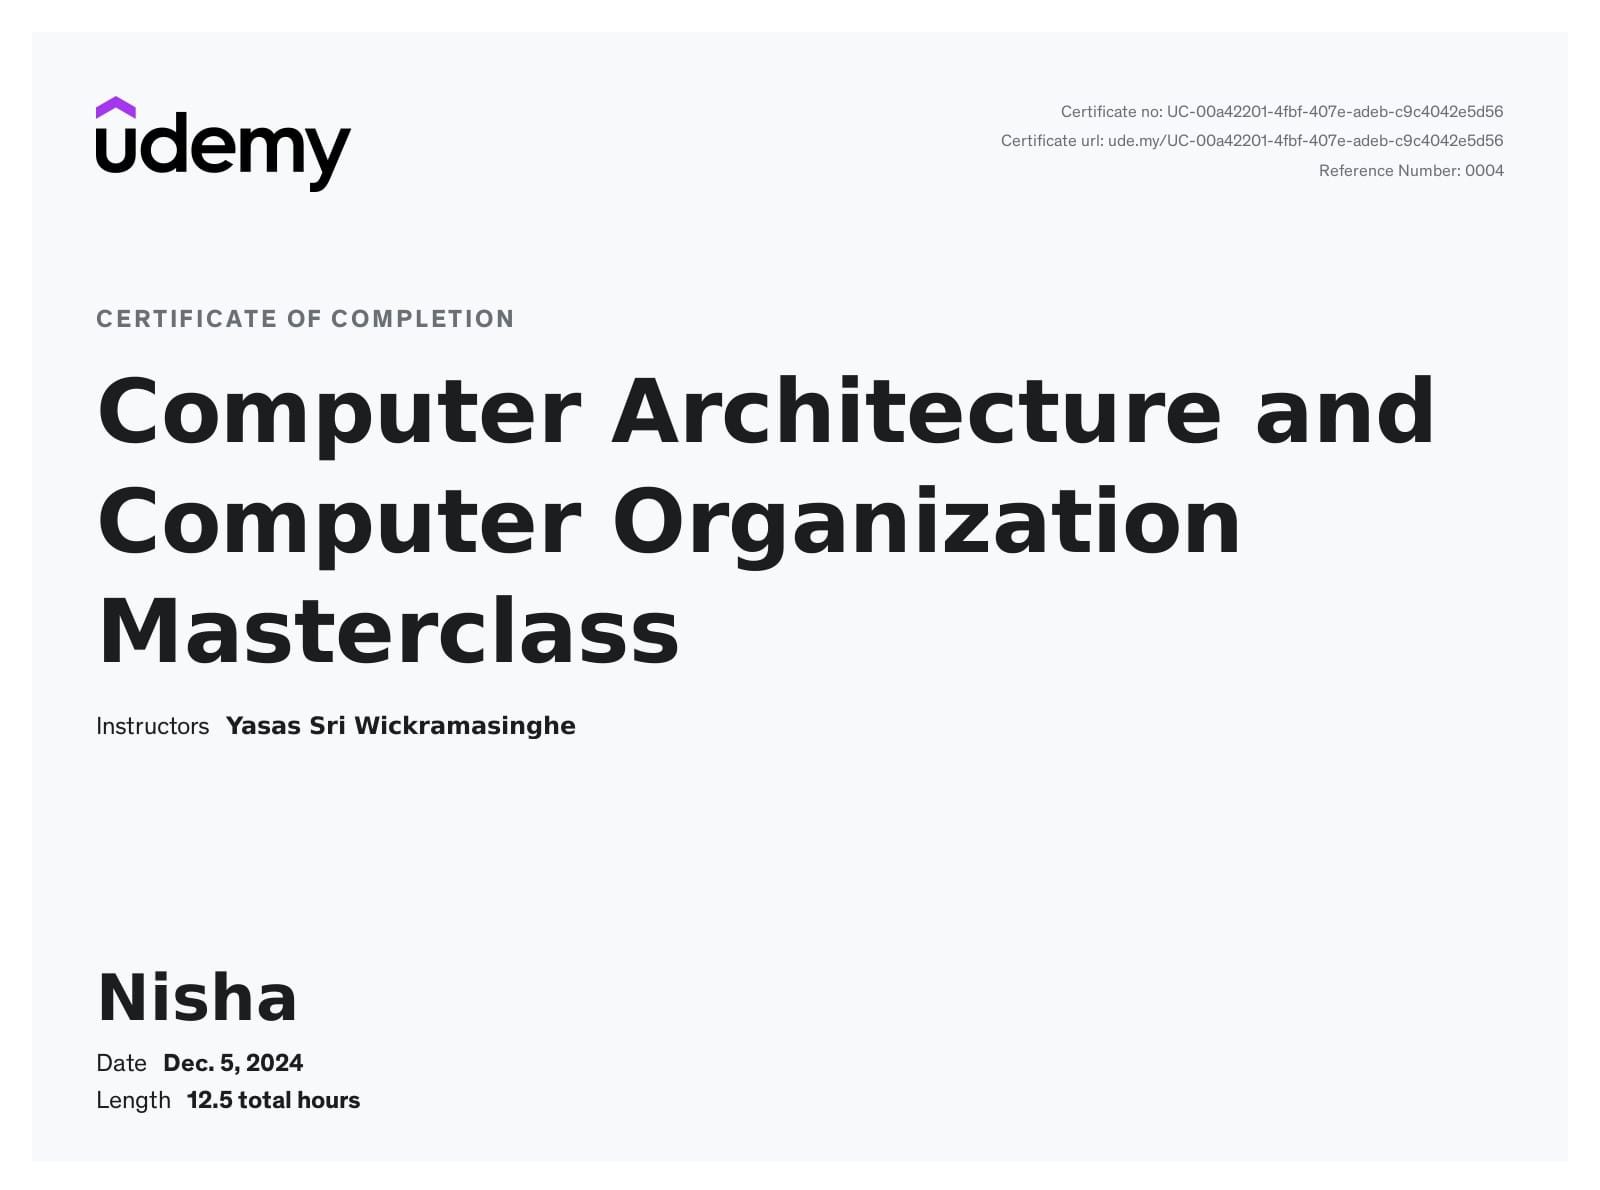 udemy
Certificate no: UC-00a42201-4fbf-407e-adeb-c9c4042e5d56
Certificate url: ude.my/UC-00a42201-4fbf-407e-adeb-c9c4042e5d56
Reference Number: 0004
CERTIFICATE OF COMPLETION
Computer Architecture and
Computer Organization
Masterclass
Instructors Yasas Sri Wickramasinghe
Nisha
Date Dec. 5, 2024
Length 12.5 total hours